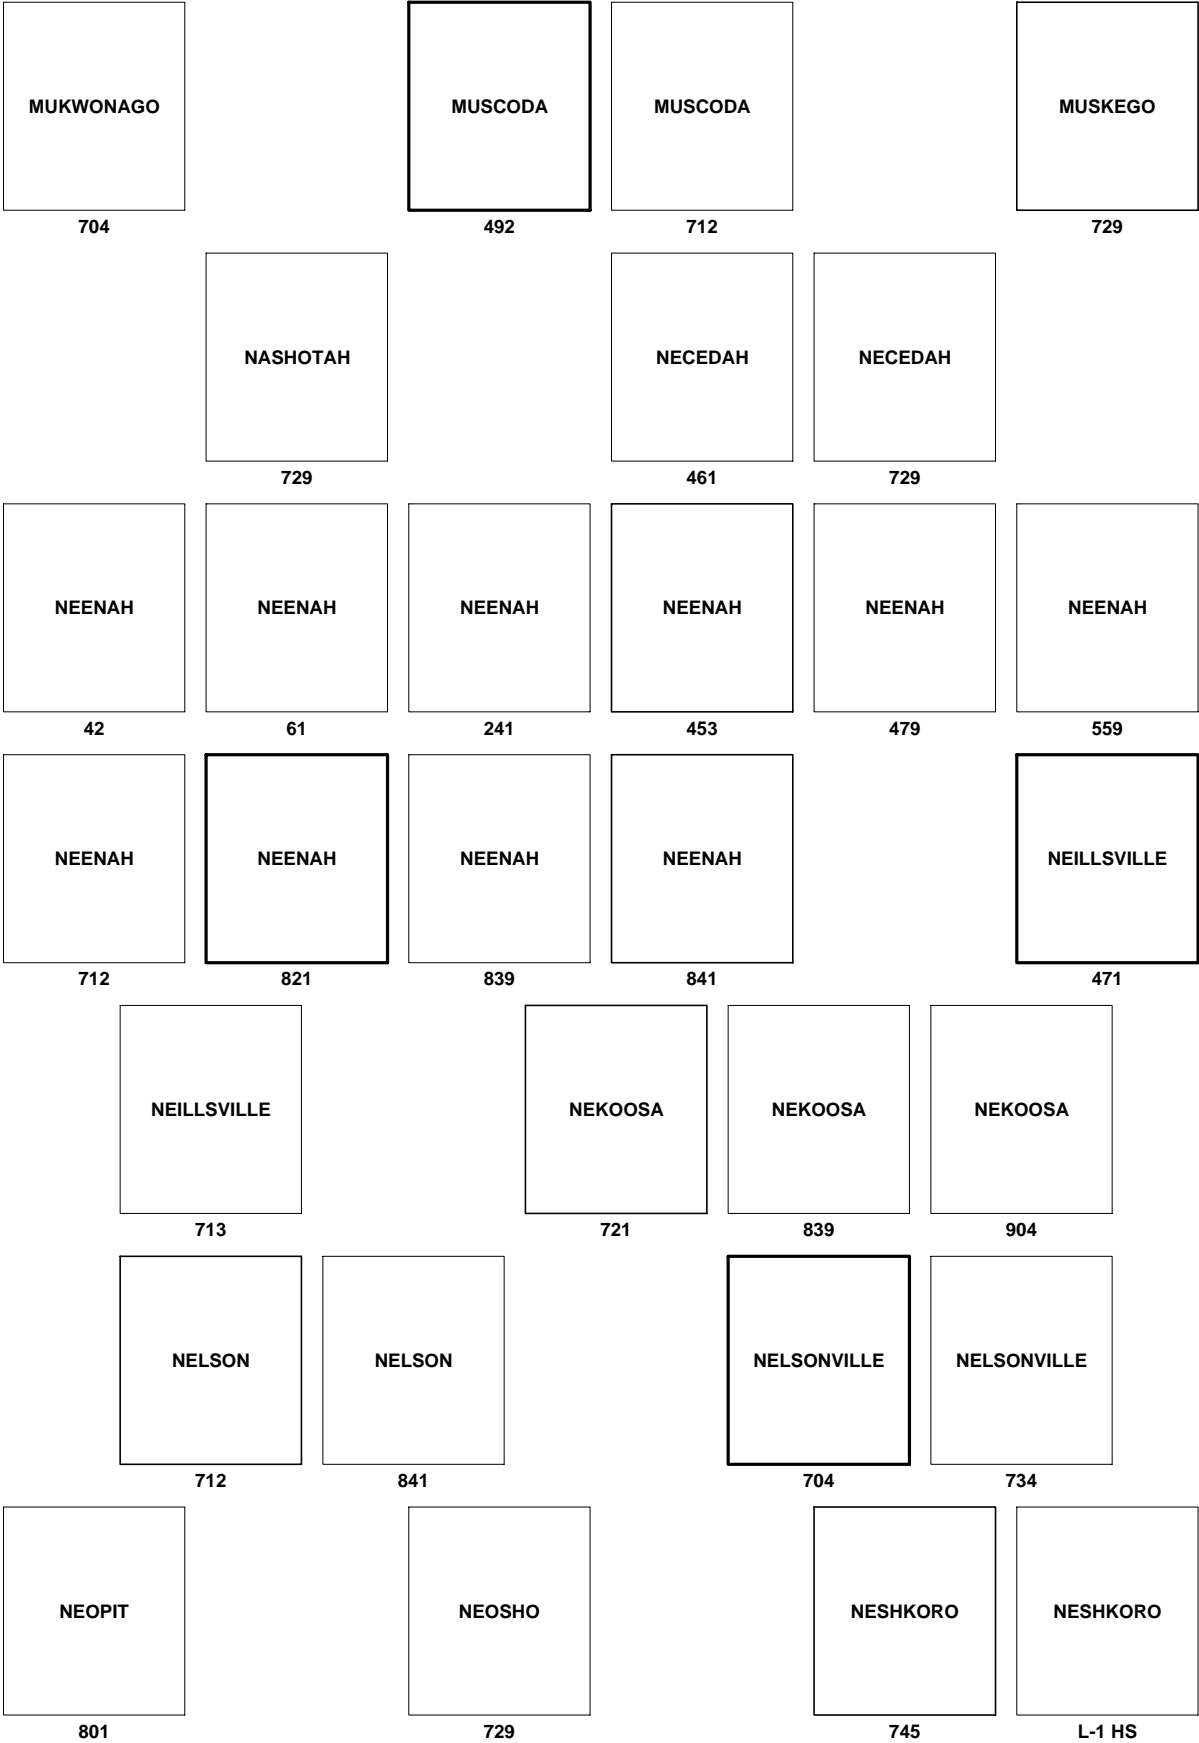 MUKWONAGO MUSCODA MUSCODA MUSKEGO
704 492 712 729
NASHOTAH NECEDAH NECEDAH
729 461 729
NEENAH NEENAH NEENAH NEENAH NEENAH NEENAH
42 61 241 453 479 559
NEENAH NEENAH NEENAH NEENAH NEILLSVILLE
712 821 839 841 471
NEILLSVILLE NEKOOSA NEKOOSA NEKOOSA
713 721 839 904
NELSON NELSON NELSONVILLE NELSONVILLE
712 841 704 734
NEOPIT NEOSHO NESHKORO NESHKORO
801 729 745 L-1 HS